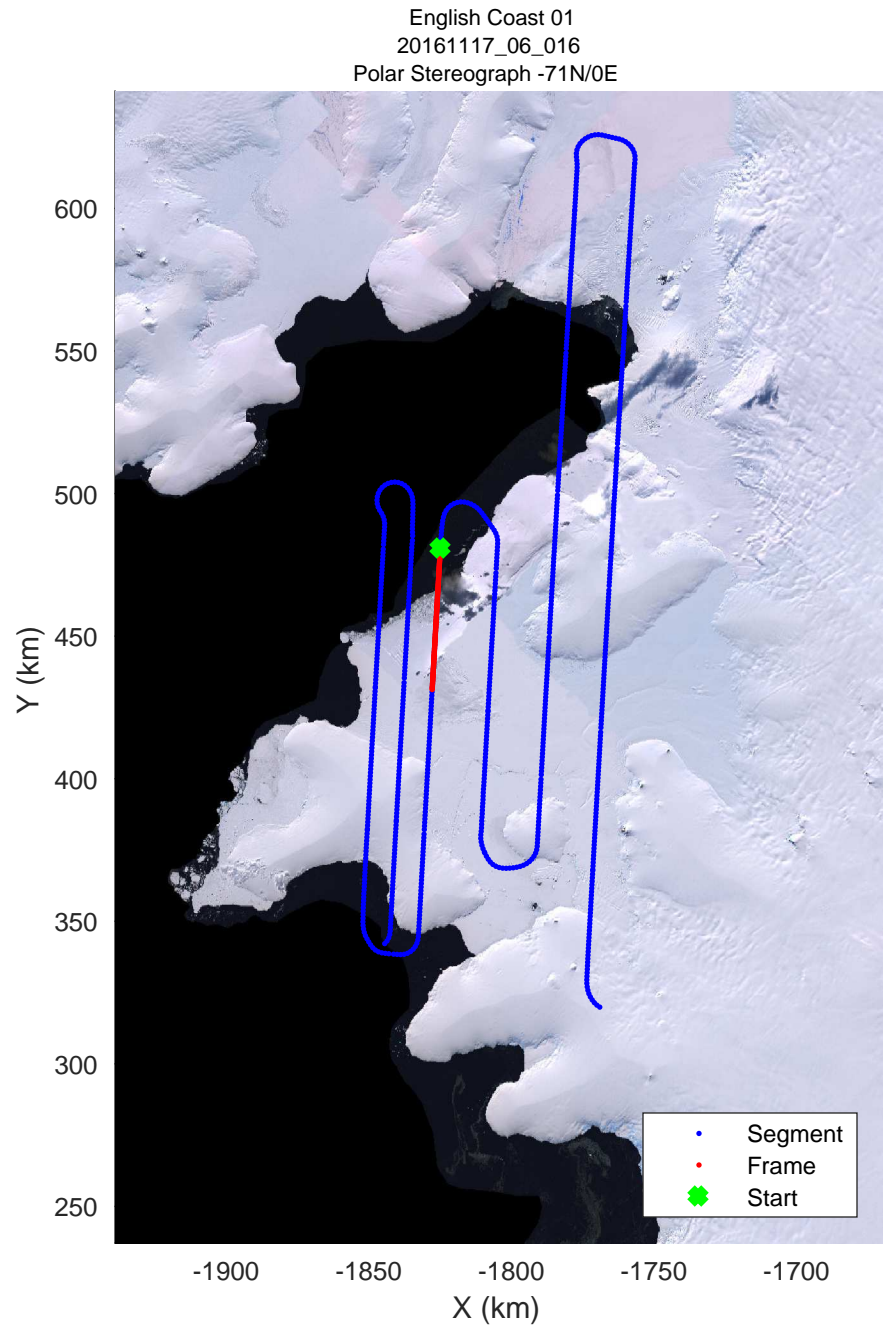 English Coast 01
20161117_06_016
Polar Stereograph -71N/0E
600
550
500
450
400
350
300
250
Y (km)
-1900
-1850
-1800
-1750
-1700
X (km)
Segment
Frame
Start